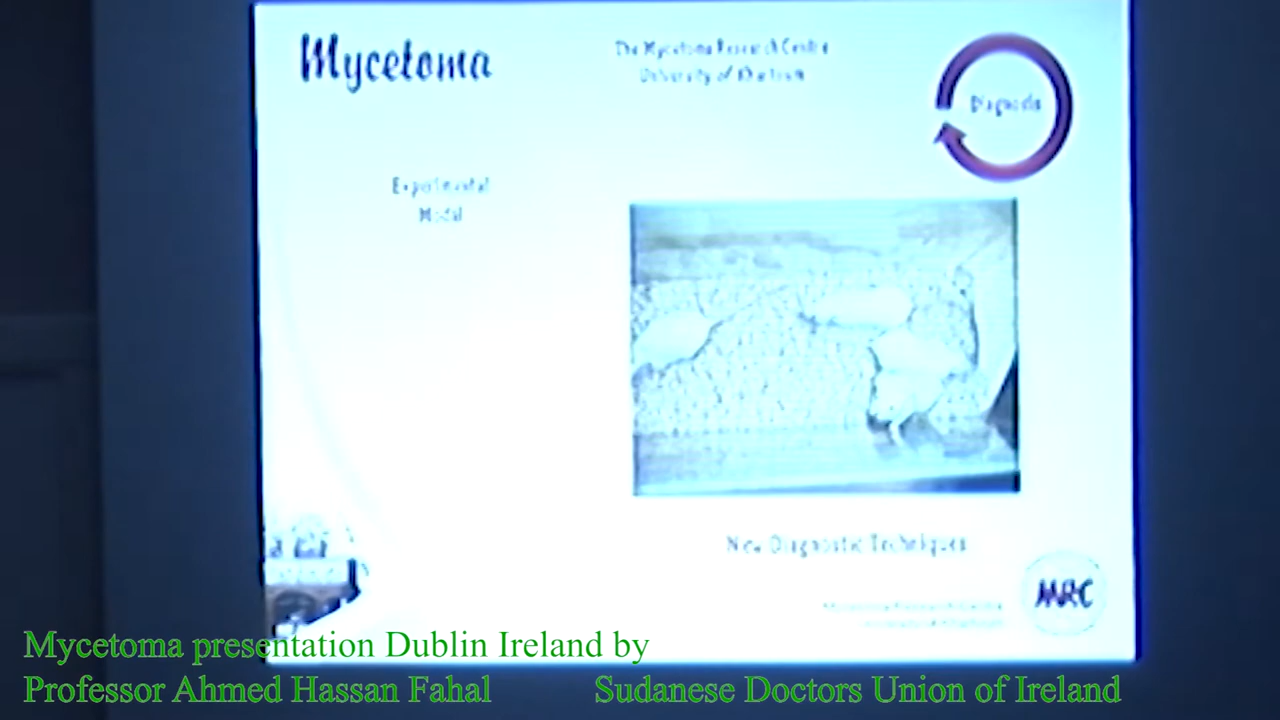 Mycetoma
The Mycetoma Research Centre
University of Khartoum
Diagnosis
Experimental
Modal
New Diagnostic Techniques
MRC
Mycetoma presentation Dublin Ireland by
Professor Ahmed Hassan Fahal
Sudanese Doctors Union of Ireland